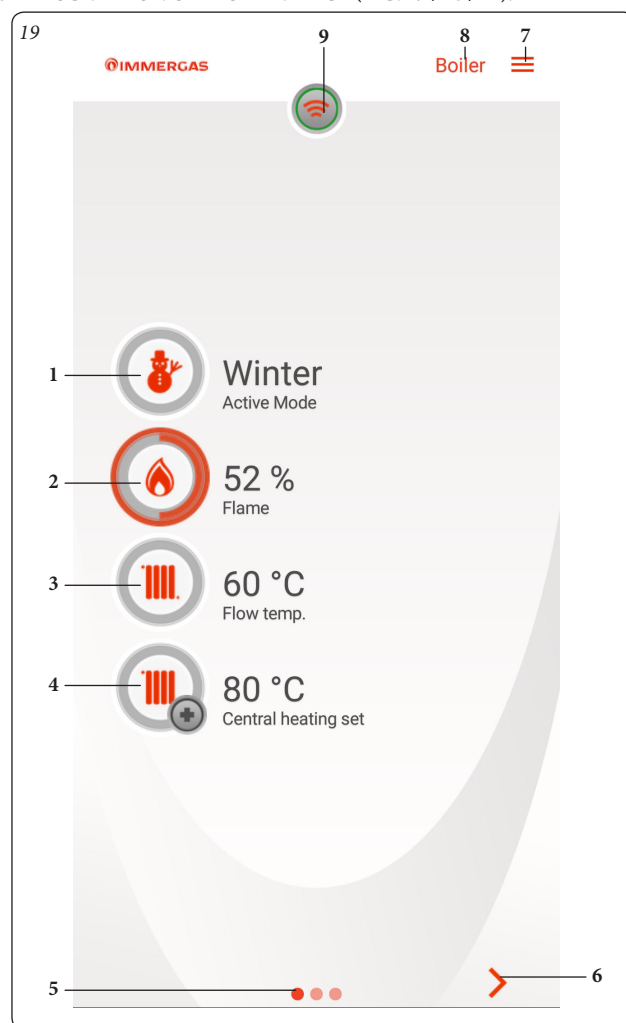 19
9
8
7
IMMERGAS
Boiler
1
Winter
Active Mode
2
52 %
Flame
3
60 °C
Flow temp.
4
80 °C
Central heating set
5
6